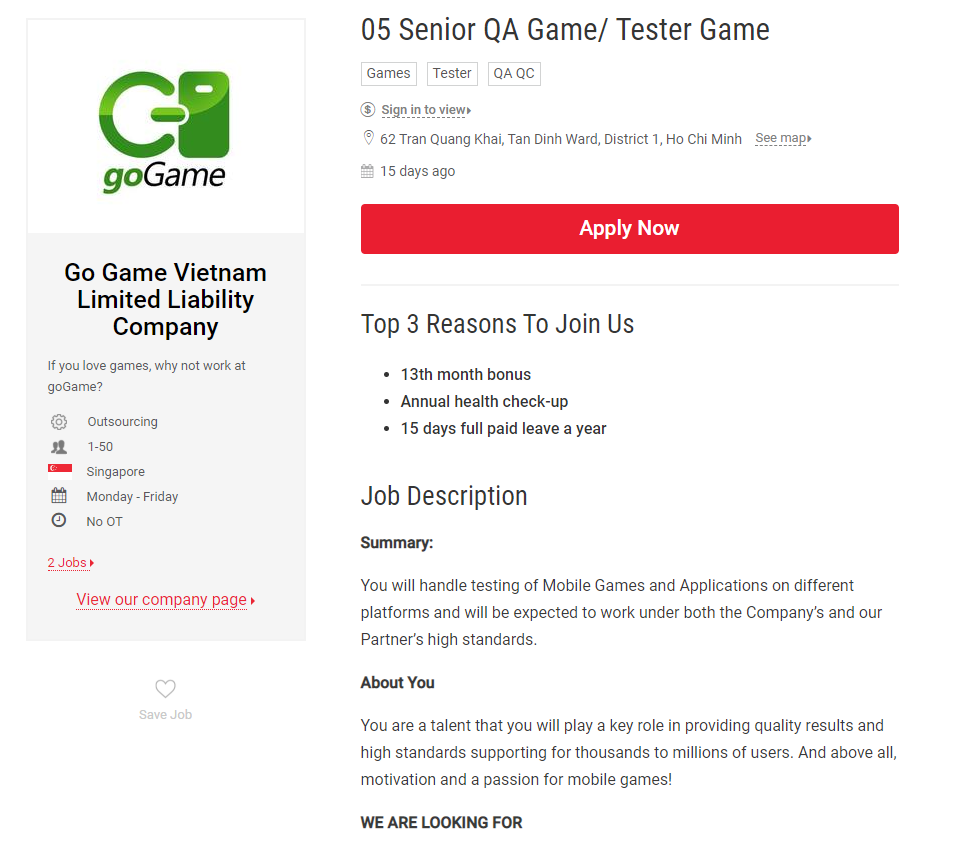 goGame
Go Game Vietnam
Limited Liability
Company
If you love games, why not work at
goGame?
Outsourcing
1-50
Singapore
Monday - Friday
No OT
2 Jobs
View our company page
Save Job
05 Senior QA Game/ Tester Game
Games Tester QA QC
$ Sign in to view
62 Tran Quang Khai, Tan Dinh Ward, District 1, Ho Chi Minh See map
15 days ago
Apply Now
Top 3 Reasons To Join Us
• 13th month bonus
• Annual health check-up
• 15 days full paid leave a year
Job Description
Summary:
You will handle testing of Mobile Games and Applications on different
platforms and will be expected to work under both the Company’s and our
Partner’s high standards.
About You
You are a talent that you will play a key role in providing quality results and
high standards supporting for thousands to millions of users. And above all,
motivation and a passion for mobile games!
WE ARE LOOKING FOR